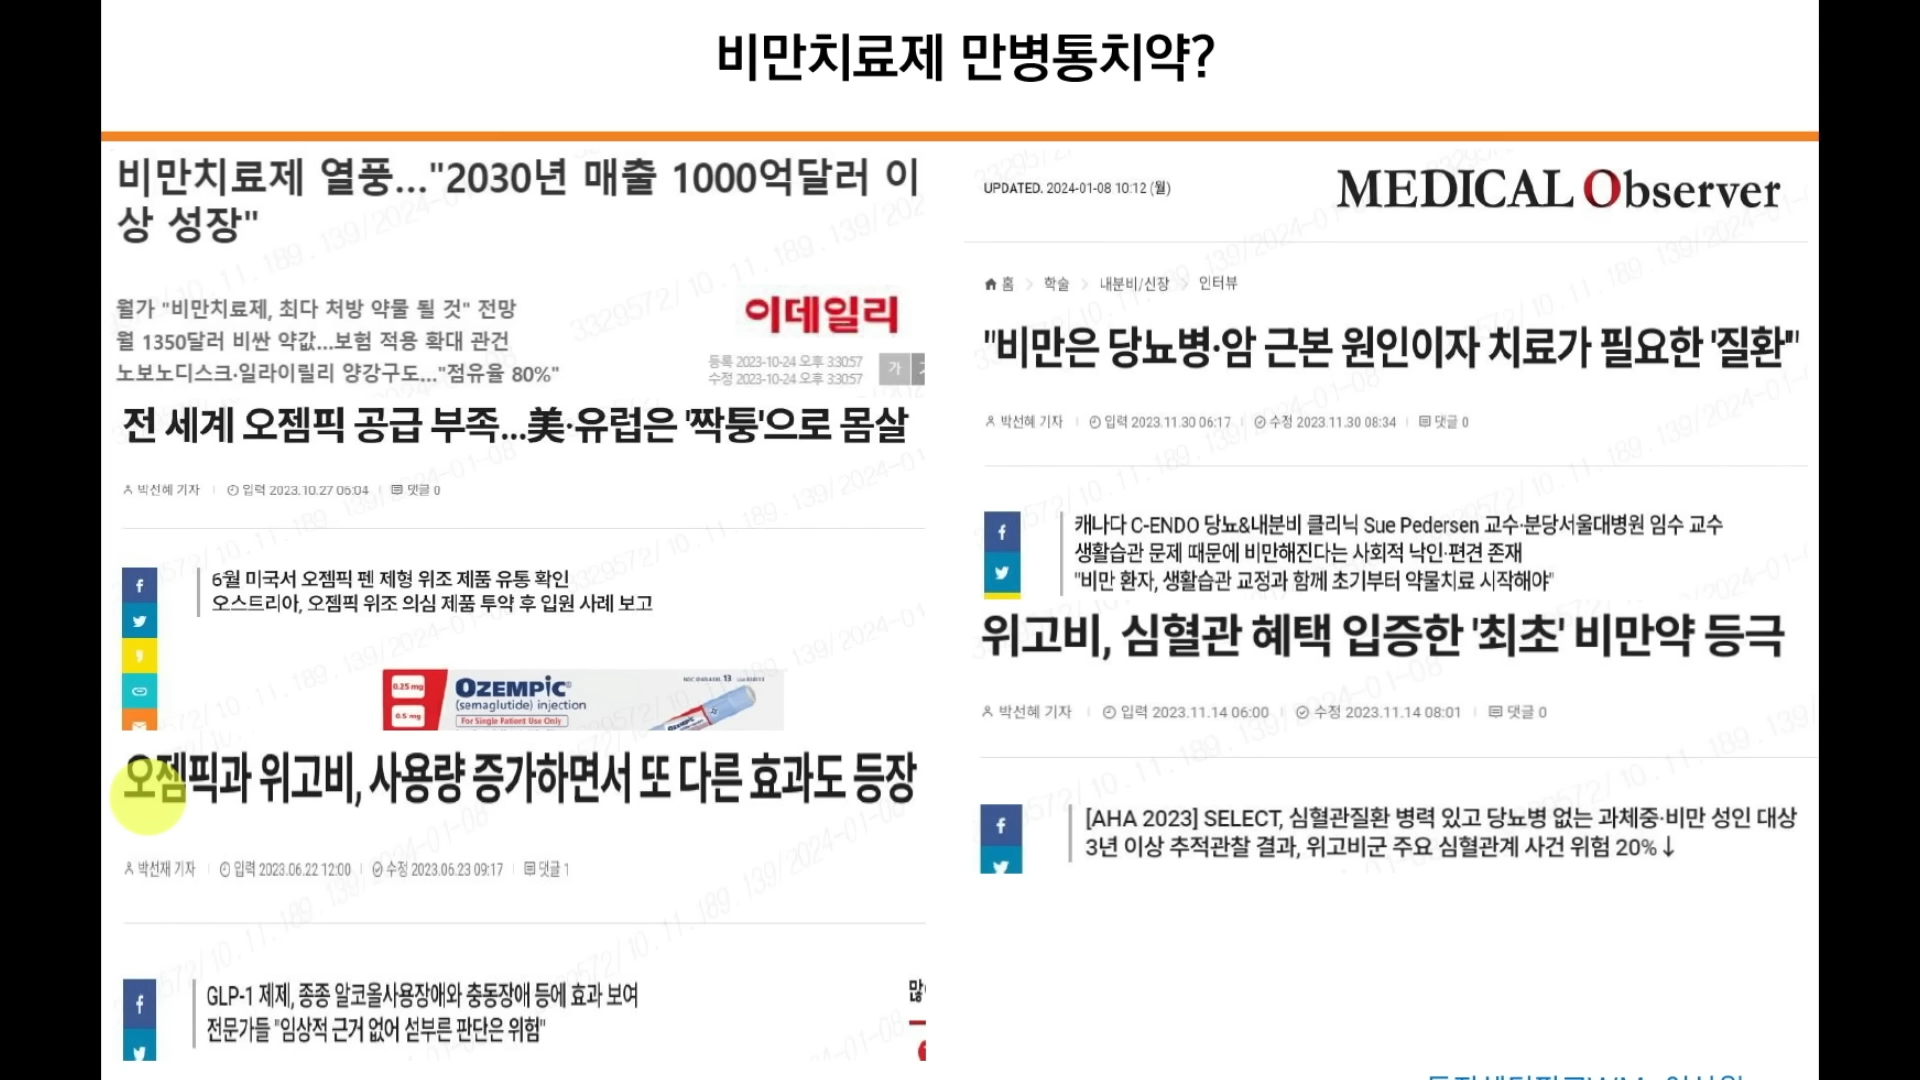 비만치료제 만병통치약?
비만치료제 열풍..."2030년 매출 1000억달러 이
상 성장"
월가 "비만치료제, 최다 처방 약물 될 것" 전망
월 1350달러 비싼 약값...보험 적용 확대 관건
노보노디스크·일라이릴리 양강구도..."점유율 80%"
이데일리
등록 2023-10-24 오후 33057
수정 2023-10-24 오후 33057
가
전 세계 오젬픽 공급 부족...美·유럽은 '짝퉁'으로 몸살
박선혜 기자 입력 2023.10.27 06:04 댓글 0
6월 미국서 오젬픽 펜 제형 위조 제품 유통 확인
오스트리아, 오젬픽 위조 의심 제품 투약 후 입원 사례 보고
0.25 mg
0.5 mg
OZEMPIC®
(semaglutide) injection
For Single Patient Use Only
오젬픽과 위고비, 사용량 증가하면서 또 다른 효과도 등장
박선재 기자 입력 2023.06.22 12:00 수정 2023.06.23 09:17 댓글 1
GLP-1 제제, 종종 알코올사용장애와 충동장애 등에 효과 보여
전문가들 "임상적 근거 없어 섣부른 판단은 위험"
UPDATED. 2024-01-08 10:12 (월)
MEDICAL Observer
홈 > 학술 > 내분비/신장 > 인터뷰
"비만은 당뇨병·암 근본 원인이자 치료가 필요한 '질환'"
박선혜 기자 입력 2023.11.30 06:17 수정 2023.11.30 08:34 댓글 0
캐나다 C-ENDO 당뇨&내분비 클리닉 Sue Pedersen 교수·분당서울대병원 임수 교수
생활습관 문제 때문에 비만해진다는 사회적 낙인·편견 존재
"비만 환자, 생활습관 교정과 함께 초기부터 약물치료 시작해야"
위고비, 심혈관 혜택 입증한 '최초' 비만약 등극
박선혜 기자 입력 2023.11.14 06:00 수정 2023.11.14 08:01 댓글 0
[AHA 2023] SELECT, 심혈관질환 병력 있고 당뇨병 없는 과체중·비만 성인 대상
3년 이상 추적관찰 결과, 위고비군 주요 심혈관계 사건 위험 20%↓